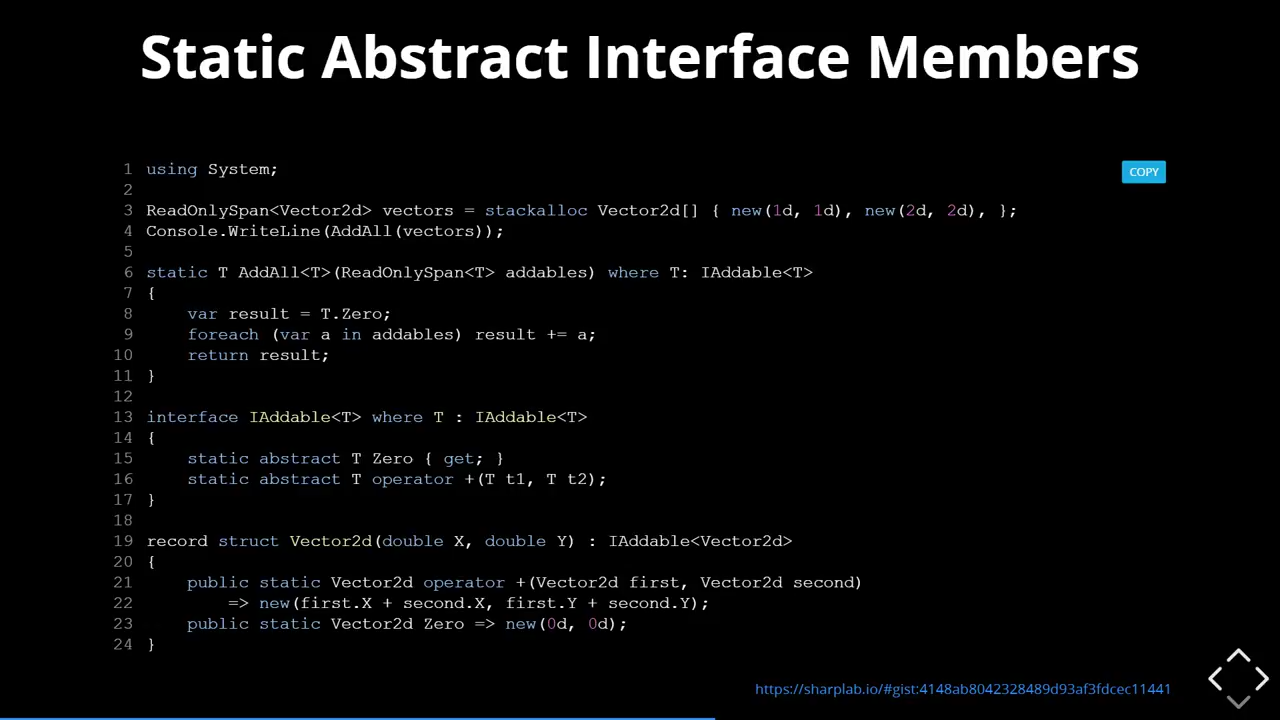 Static Abstract Interface Members
COPY
1 using System;
2
3 ReadOnlySpan<Vector2d> vectors = stackalloc Vector2d[] { new(1d, 1d), new(2d, 2d), };
4 Console.WriteLine(AddAll(vectors));
5
6 static T AddAll<T>(ReadOnlySpan<T> addables) where T: IAddable<T>
7 {
8     var result = T.Zero;
9     foreach (var a in addables) result += a;
10     return result;
11 }
12
13 interface IAddable<T> where T : IAddable<T>
14 {
15     static abstract T Zero { get; }
16     static abstract T operator +(T t1, T t2);
17 }
18
19 record struct Vector2d(double X, double Y) : IAddable<Vector2d>
20 {
21     public static Vector2d operator +(Vector2d first, Vector2d second)
22         => new(first.X + second.X, first.Y + second.Y);
23     public static Vector2d Zero => new(0d, 0d);
24 }
https://sharplab.io/#gist:4148ab8042328489d93af3fdcec11441